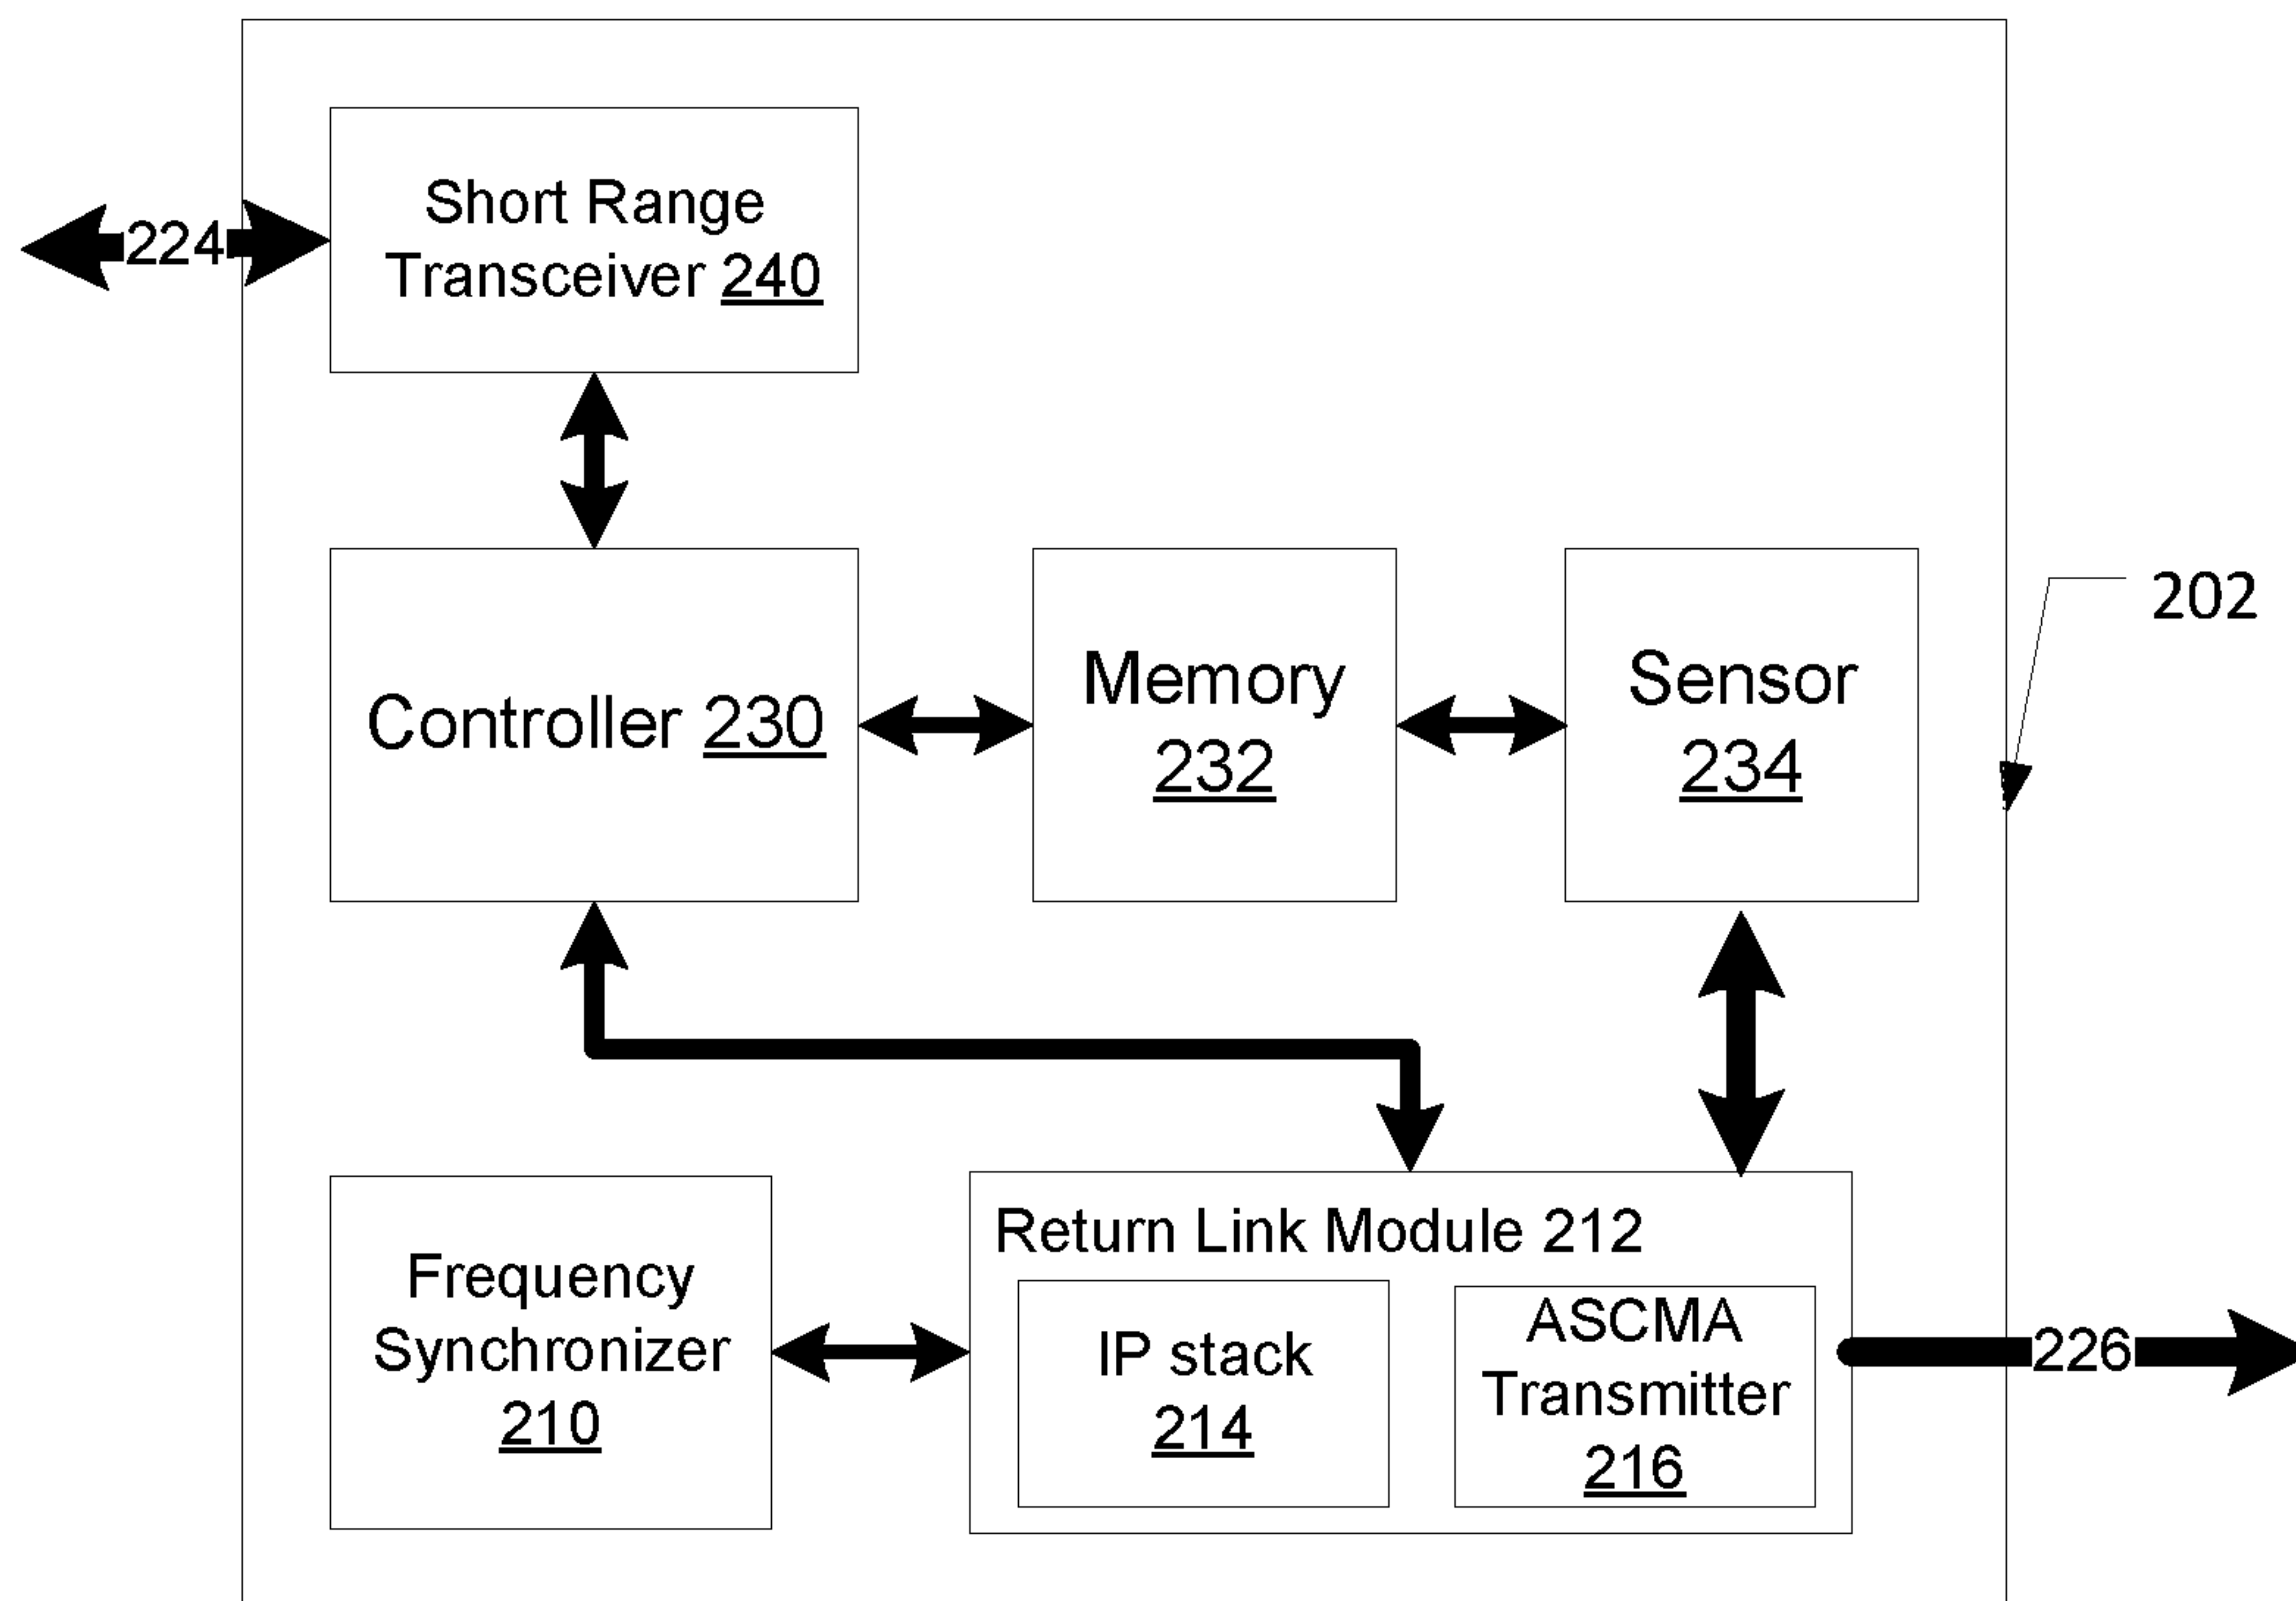 Short Range
Transceiver 240
224
Controller 230
Memory
232
Sensor
234
202
Return Link Module 212
Frequency
Synchronizer
210
IP stack
214
ASCMA
Transmitter
216
226